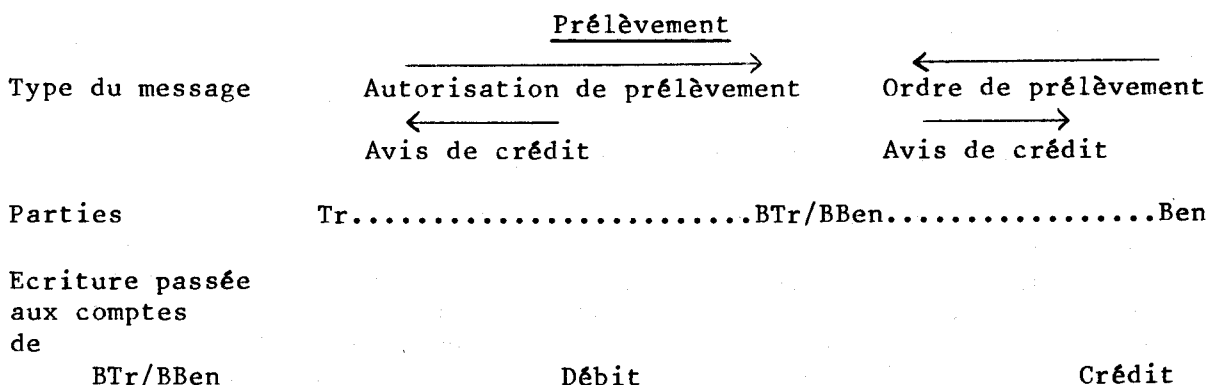 Prélèvement
Type du message Autorisation de prélèvement Ordre de prélèvement
Avis de crédit Avis de crédit
Parties Tr.........................BTr/BBen.................Ben
Ecriture passée
aux comptes
de
BTr/BBen Débit Crédit